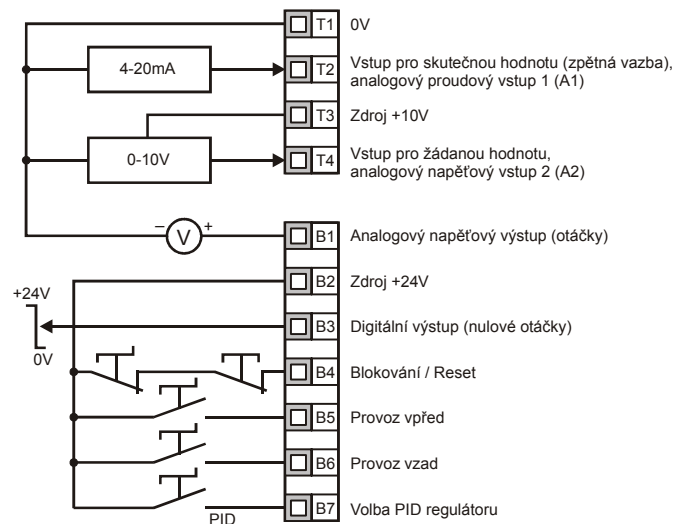 T1 0V
4-20mA
T2 Vstup pro skutečnou hodnotu (zpětná vazba),
analogový proudový vstup 1 (A1)
T3 Zdroj +10V
0-10V
T4 Vstup pro žádanou hodnotu,
analogový napěťový vstup 2 (A2)
– V +
B1 Analogový napěťový výstup (otáčky)
B2 Zdroj +24V
+24V
B3 Digitální výstup (nulové otáčky)
0V
B4 Blokování / Reset
B5 Provoz vpřed
B6 Provoz vzad
B7 Volba PID regulátoru
PID